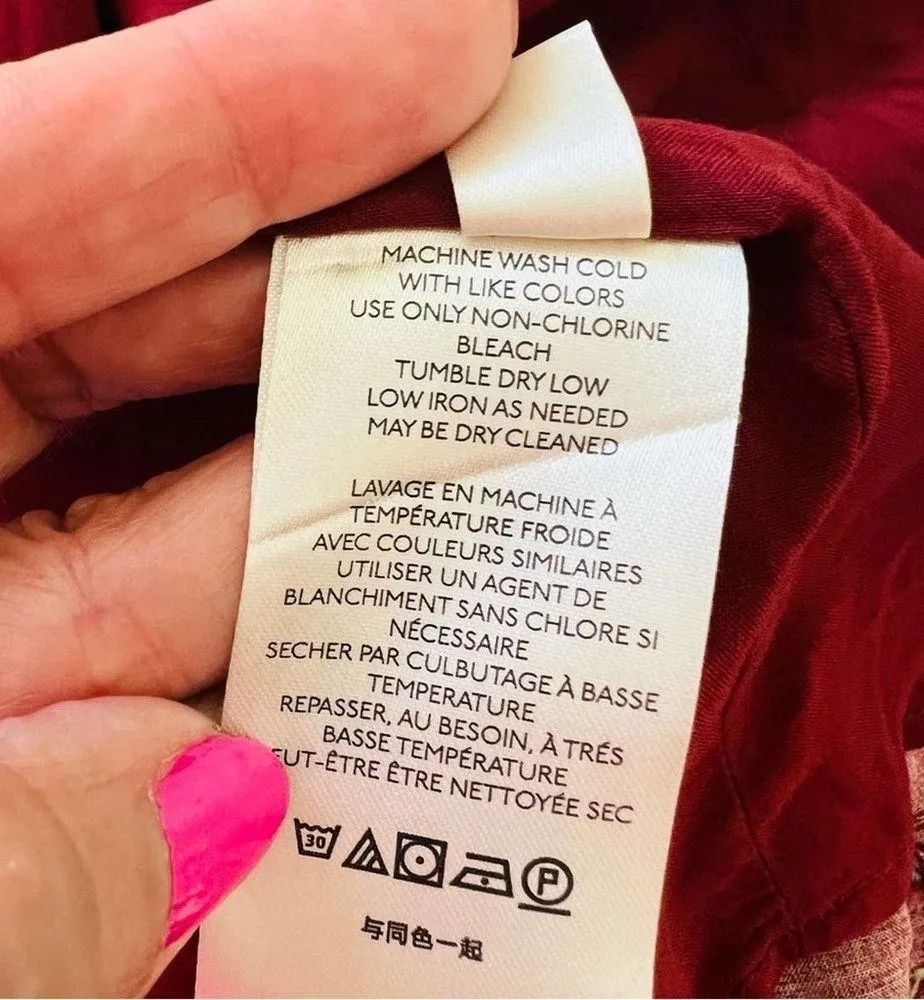 MACHINE WASH COLD
WITH LIKE COLORS
USE ONLY NON-CHLORINE
BLEACH
TUMBLE DRY LOW
LOW IRON AS NEEDED
MAY BE DRY CLEANED
LAVAGE EN MACHINE À
TEMPÉRATURE FROIDE
AVEC COULEURS SIMILAIRES
UTILISER UN AGENT DE
BLANCHIMENT SANS CHLORE SI
NÉCESSAIRE
SECHER PAR CULBUTAGE À BASSE
TEMPERATURE
REPASSER, AU BESOIN, À TRÉS
BASSE TEMPÉRATURE
EUT-ÊTRE ÊTRE NETTOYÉE SEC
30 P
与同色一起